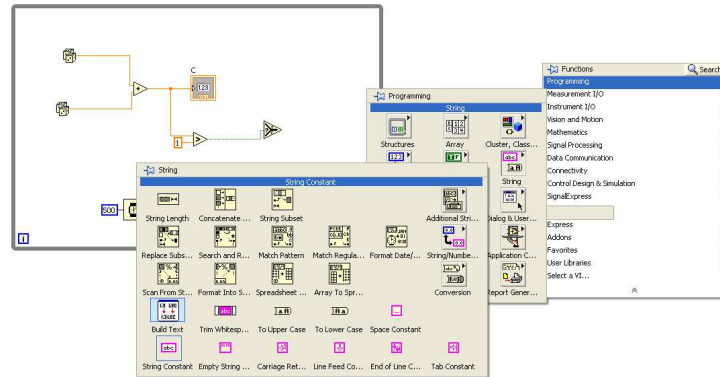 C
1.23
1
500
i
Functions
Search
Programming
Measurement I/O
Instrument I/O
Vision and Motion
Mathematics
Signal Processing
Data Communication
Connectivity
Control Design & Simulation
SignalExpress
Express
Addons
Favorites
User Libraries
Select a VI...
Programming
String
Structures
Array
Cluster, Class...
String
Dialog & User...
Application C...
Report Gener...
String
String Constant
String Length
Concatenate ...
String Subset
Additional Stri...
Replace Subs...
Search and R...
Match Pattern
Match Regula...
Format Date/...
String/Numbe...
Scan From St...
Format Into S...
Spreadsheet ...
Array To Spr...
Conversion
Build Text
Trim Whitesp...
To Upper Case
To Lower Case
Space Constant
String Constant
Empty String ...
Carriage Ret...
Line Feed Co...
End of Line C...
Tab Constant